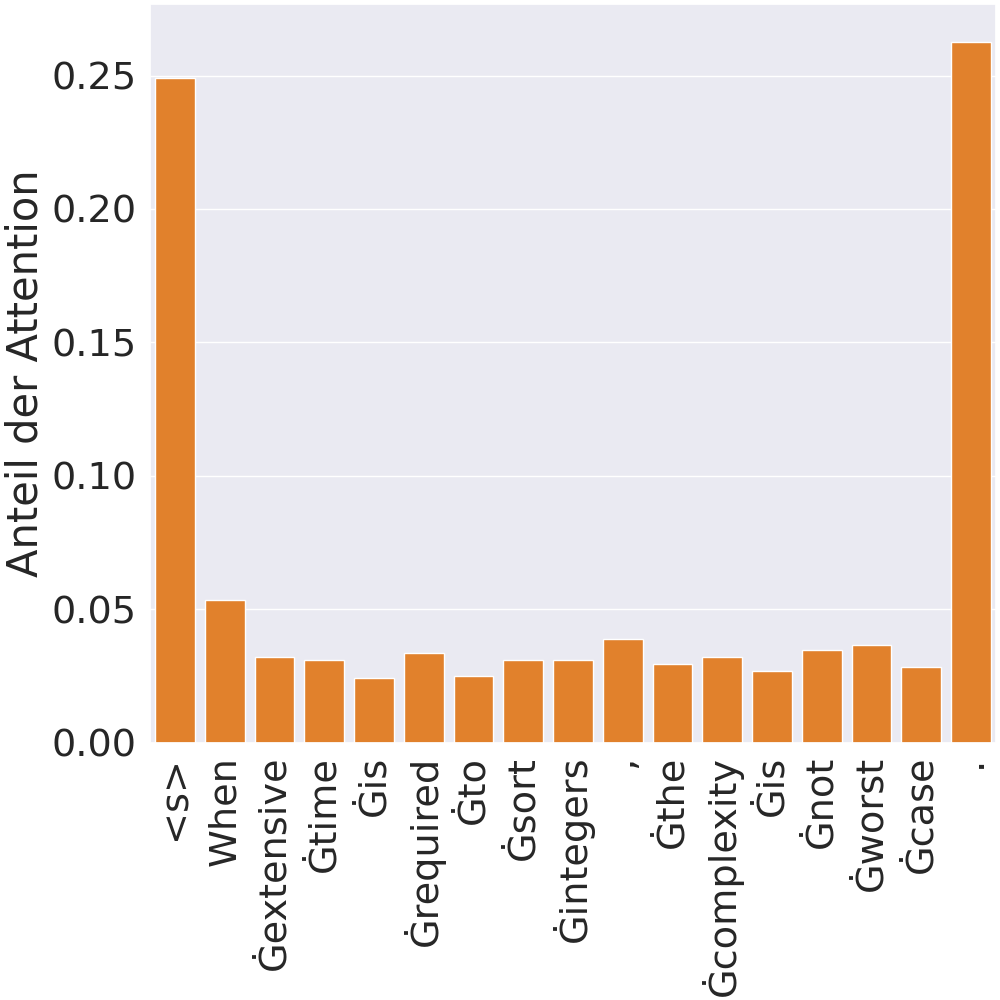 Anteil der Attention
0.25
0.20
0.15
0.10
0.05
0.00
<s>
When
Ġextensive
Ġtime
Ġis
Ġrequired
Ġto
Ġsort
Ġintegers
,
Ġthe
Ġcomplexity
Ġis
Ġnot
Ġworst
Ġcase
.